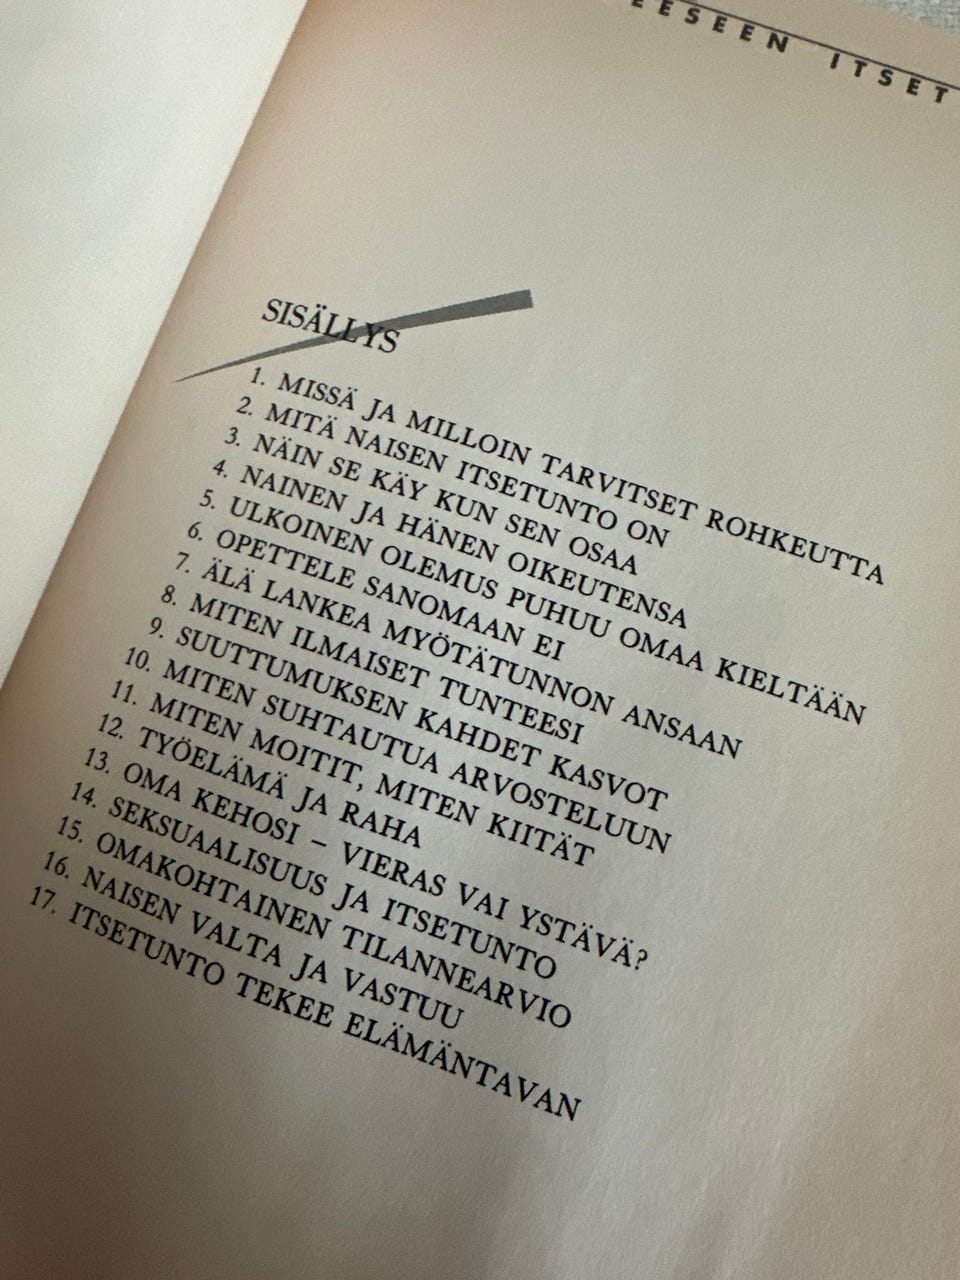 EESEEN ITSET
SISÄLLYS
1. MISSÄ JA MILLOIN TARVITSET ROHKEUTTA
2. MITÄ NAISEN ITSETUNTO ON
3. NÄIN SE KÄY KUN SEN OSAA
4. NAINEN JA HÄNEN OIKEUTENSA
5. ULKOINEN OLEMUS PUHUU OMAA KIELTÄÄN
6. OPETTELE SANOMAAN EI
7. ÄLÄ LANKEA MYÖTÄTUNNON ANSAAN
8. MITEN ILMAISET TUNTEESI
9. SUUTTUMUKSEN KAHDET KASVOT
10. MITEN SUHTAUTUA ARVOSTELUUN
11. MITEN MOITIT, MITEN KIITÄT
12. TYÖELÄMÄ JA RAHA
13. OMA KEHOSI – VIERAS VAI YSTÄVÄ?
14. SEKSUAALISUUS JA ITSETUNTO
15. OMAKOHTAINEN TILANNEARVIO
16. NAISEN VALTA JA VASTUU
17. ITSETUNTO TEKEE ELÄMÄNTAVAN